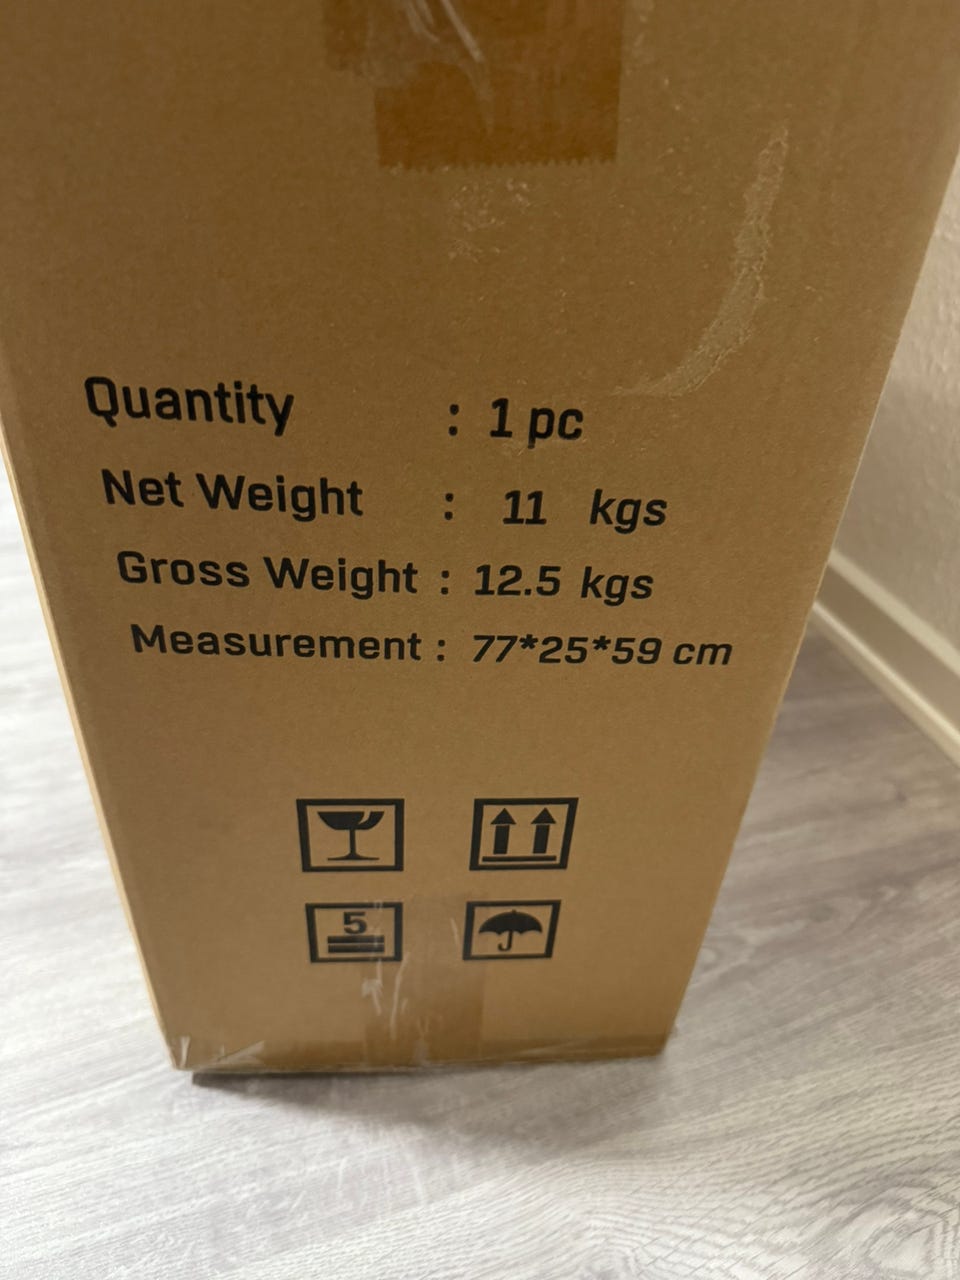 Quantity : 1 pc
Net Weight : 11 kgs
Gross Weight : 12.5 kgs
Measurement : 77*25*59 cm
5